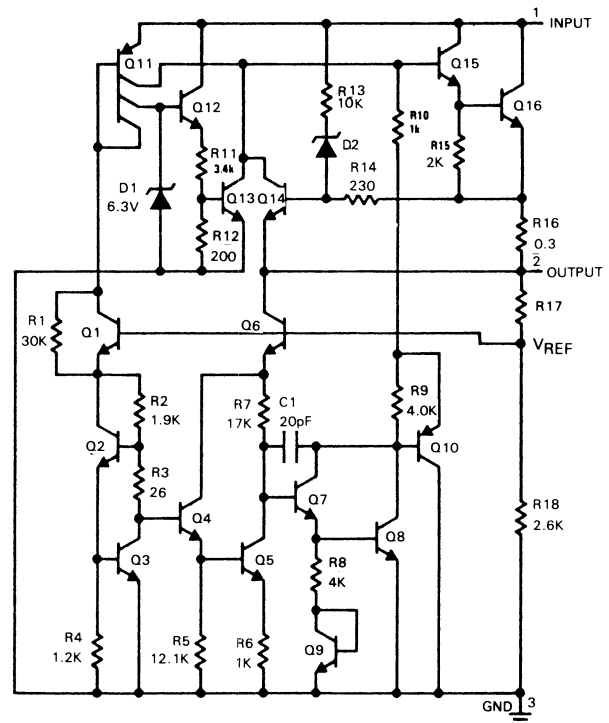 1
INPUT
Q11
Q15
Q12
R13
10K
R10
1k
Q16
D2
R15
2K
R11
3.4k
R14
230
D1
6.3V
Q13
Q14
R12
200
R16
0.3
2
OUTPUT
R17
R1
30K
Q1
Q6
VREF
R2
1.9K
R7
17K
C1
20pF
R9
4.0K
Q2
Q10
R3
26
Q7
Q4
R18
2.6K
Q8
Q3
Q5
R8
4K
R4
1.2K
R5
12.1K
R6
1K
Q9
GND
3